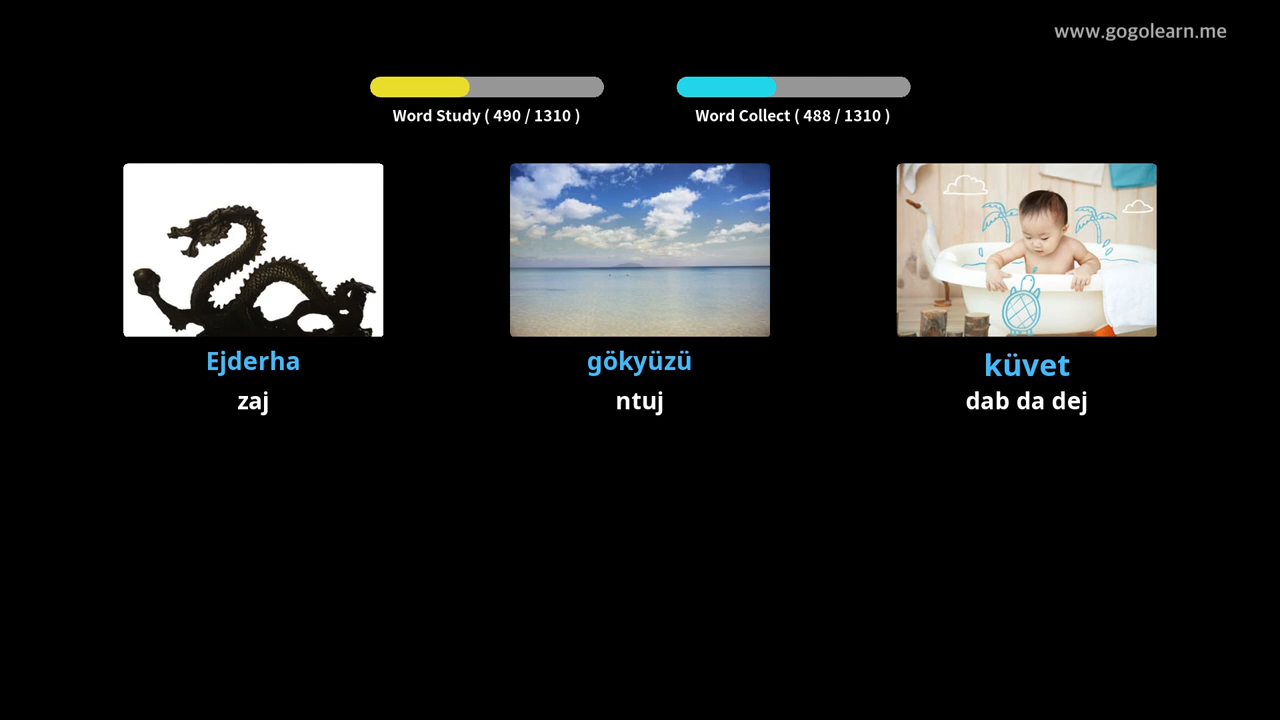 www.gogolearn.me
Word Study ( 490 / 1310 )
Word Collect ( 488 / 1310 )
Ejderha
zaj
gökyüzü
ntuj
küvet
dab da dej